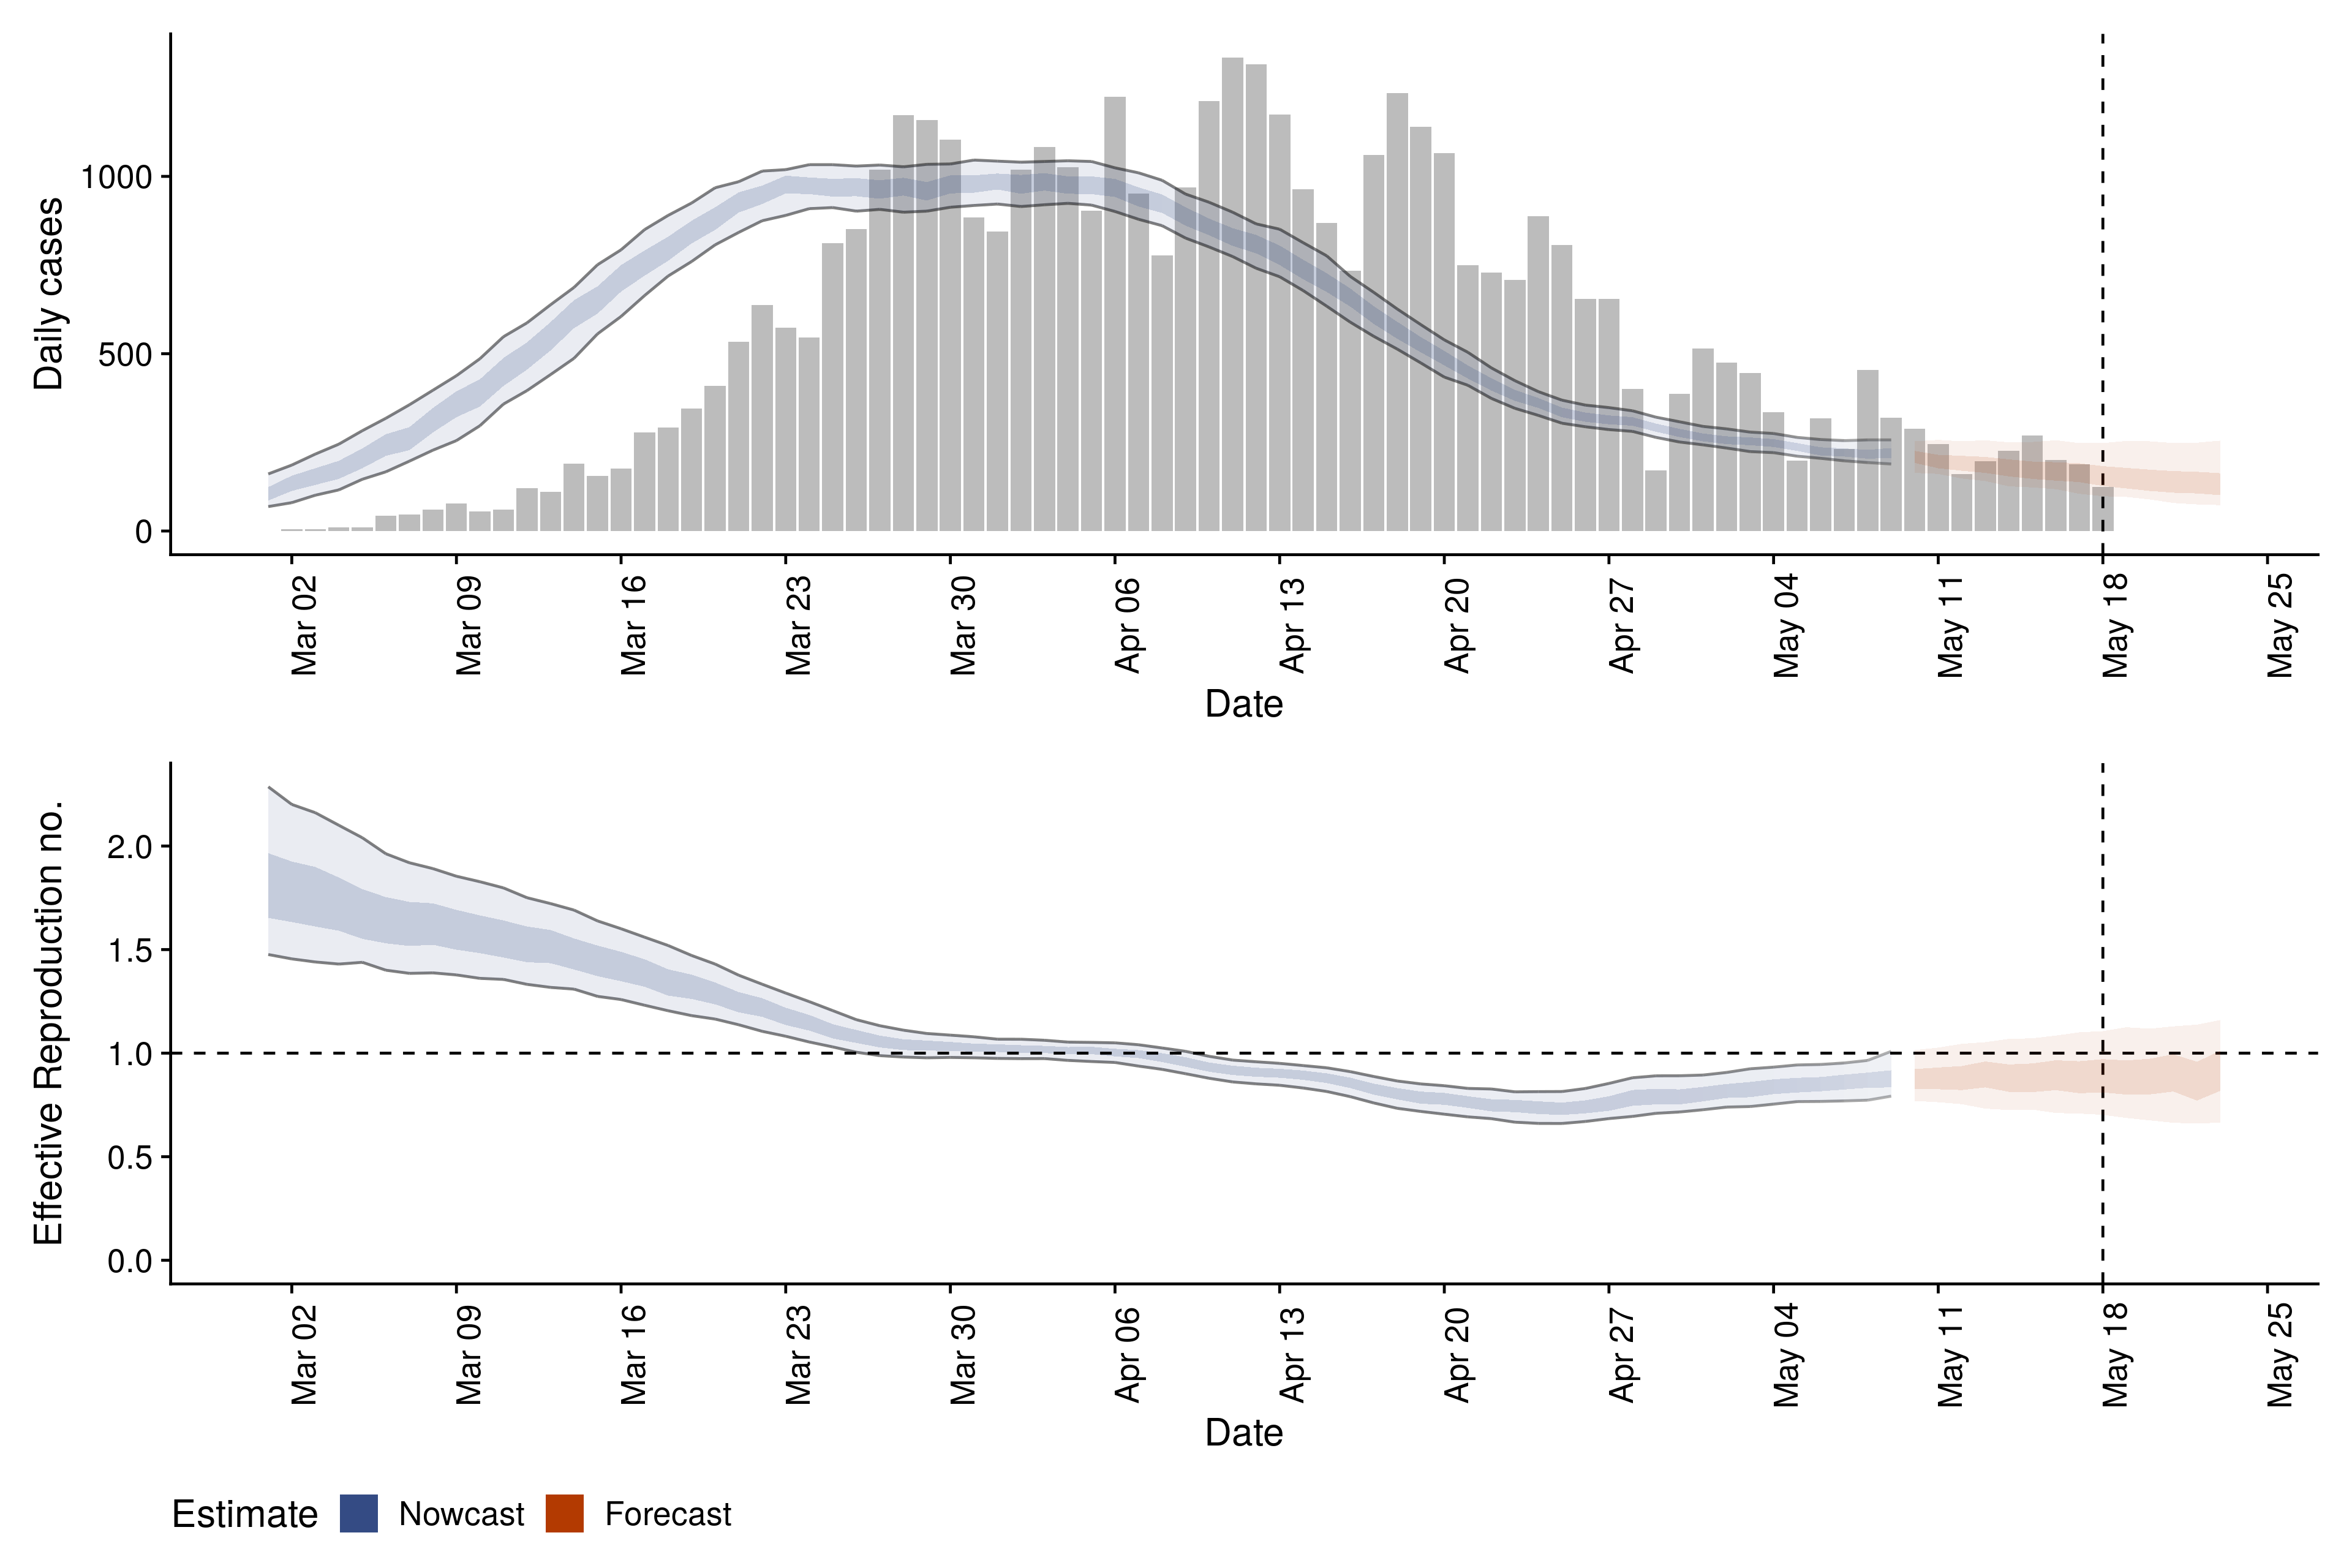 Daily cases
1000
500
0
Mar 02
Mar 09
Mar 16
Mar 23
Mar 30
Apr 06
Apr 13
Apr 20
Apr 27
May 04
May 11
May 18
May 25
Date
Effective Reproduction no.
2.0
1.5
1.0
0.5
0.0
Mar 02
Mar 09
Mar 16
Mar 23
Mar 30
Apr 06
Apr 13
Apr 20
Apr 27
May 04
May 11
May 18
May 25
Date
Estimate Nowcast Forecast